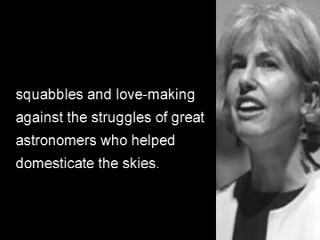 squabbles and love-making
against the struggles of great
astronomers who helped
domesticate the skies.